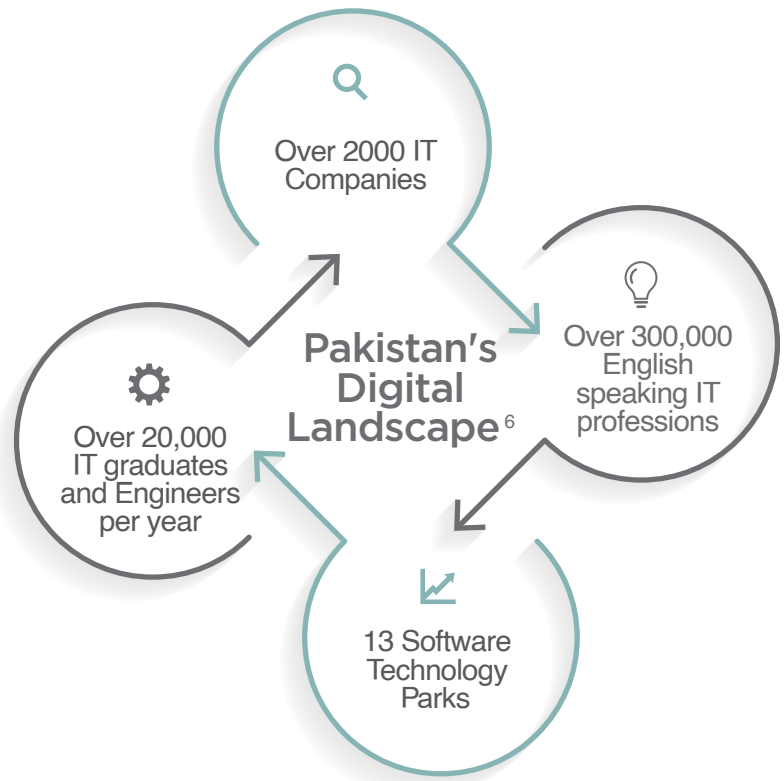 Over 2000 IT
Companies
Over 300,000
English
speaking IT
professions
Pakistan's
Digital
Landscape 6
Over 20,000
IT graduates
and Engineers
per year
13 Software
Technology
Parks